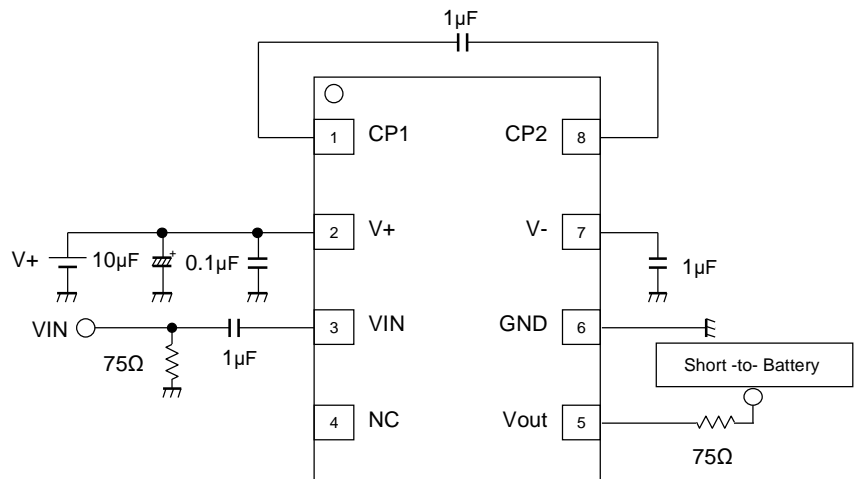 1µF
1 CP1 CP2 8
2 V+ V- 7
V+ 10µF + 0.1µF 1µF
3 VIN GND 6
VIN
75Ω 1µF
Short -to- Battery
4 NC Vout 5
75Ω